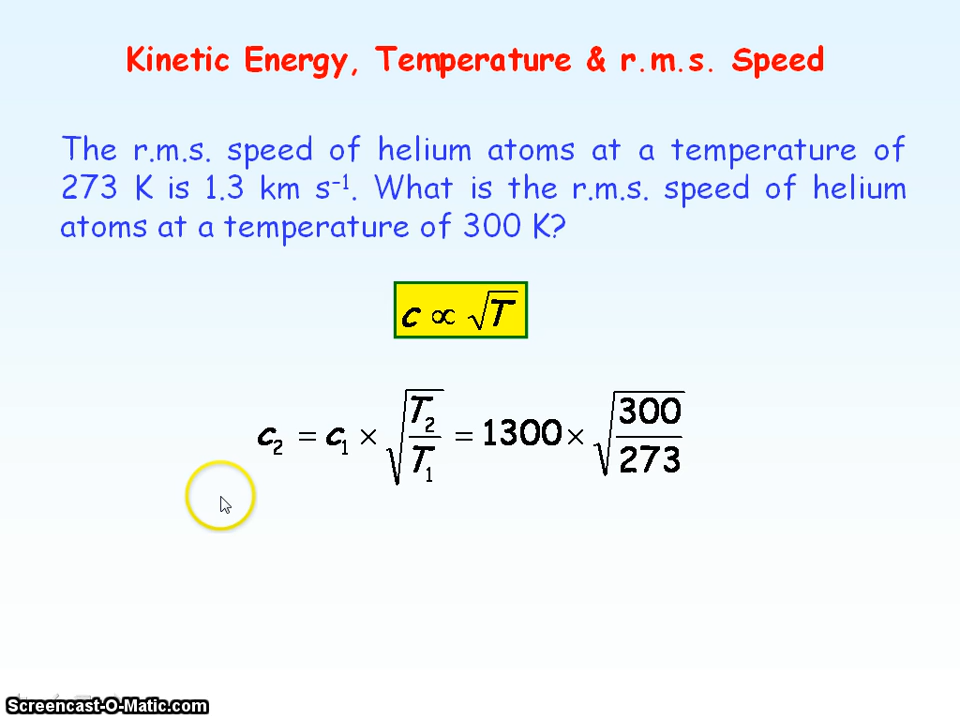 Kinetic Energy, Temperature & r.m.s. Speed
The r.m.s. speed of helium atoms at a temperature of
273 K is 1.3 km s⁻¹. What is the r.m.s. speed of helium
atoms at a temperature of 300 K?
c ∝ √T
c₂ = c₁ × √(T₂/T₁) = 1300 × √(300/273)
Screencast-O-Matic.com